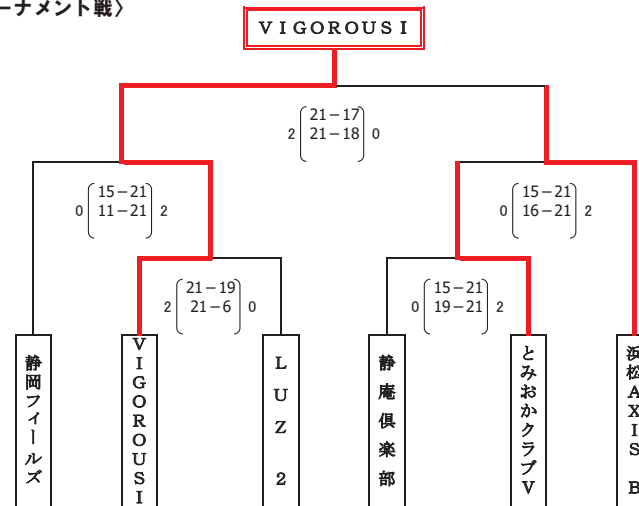 ーナメント戦〉
VIGOROUSI
21−17
2 21−18 0
15−21
0 11−21 2
15−21
0 16−21 2
21−19
2 21−6 0
15−21
0 19−21 2
静岡フィールズ
VIGOROUSI
LUZ 2
静庵倶楽部
とみおかクラブV
浜松AXIS B